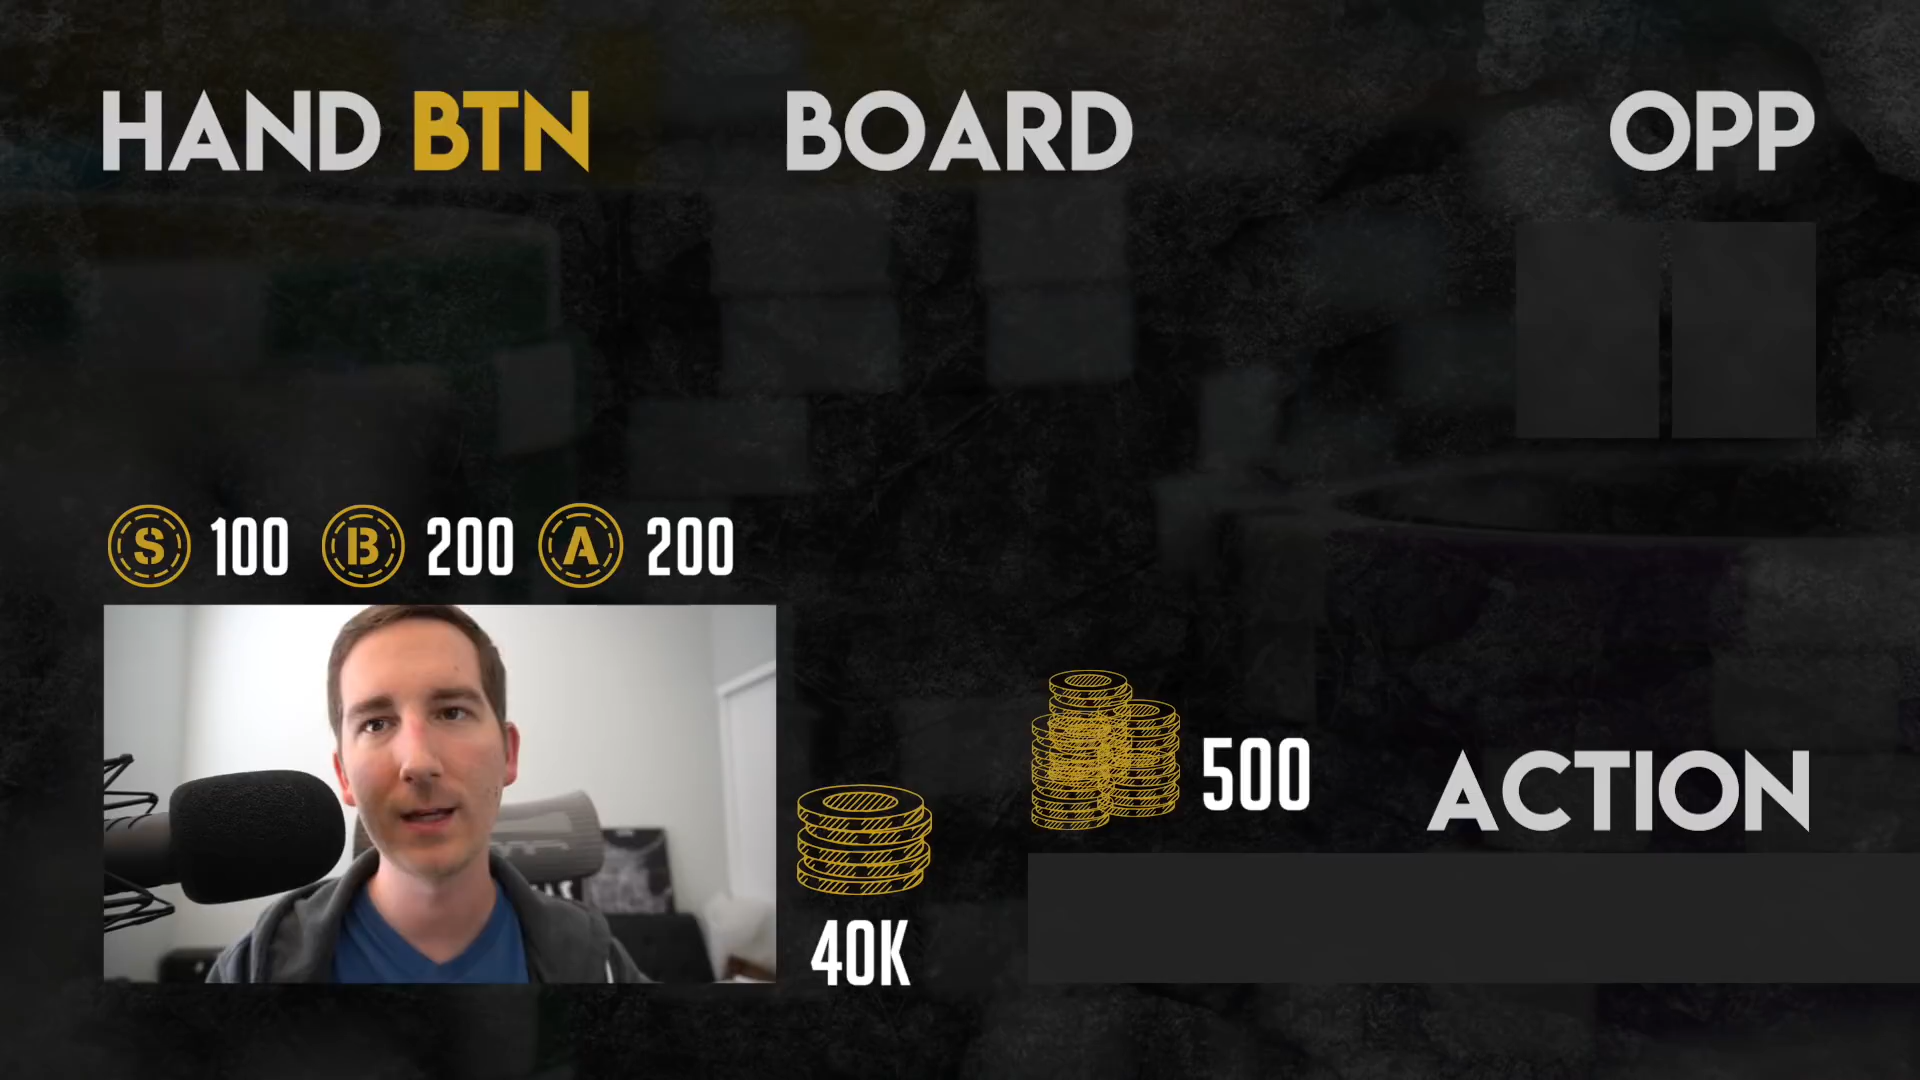 HAND BTN
BOARD
OPP
S 100 B 200 A 200
500
ACTION
40K